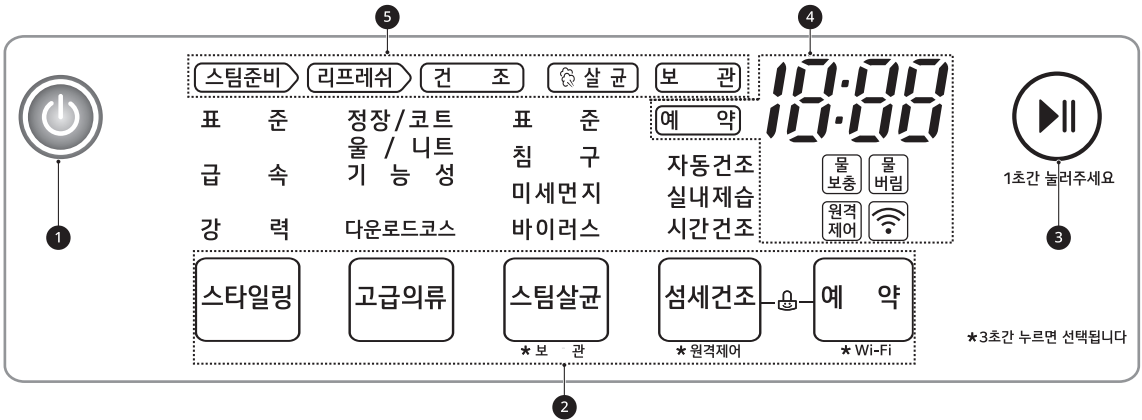 5
4
스팀준비 리프레쉬 건 조 살 균 보 관
18:88
표 준 정장/코트 표 준 예 약
울 / 니트
침 구
급 속 기 능 성 자동건조
물 보충
물 버림
미세먼지 실내제습
1초간 눌러주세요
강 력 다운로드코스 바이러스 시간건조
원격 제어
1
3
스타일링 고급의류 스팀살균 섬세건조 예 약
*보 관 *원격제어 *Wi-Fi
*3초간 누르면 선택됩니다
2